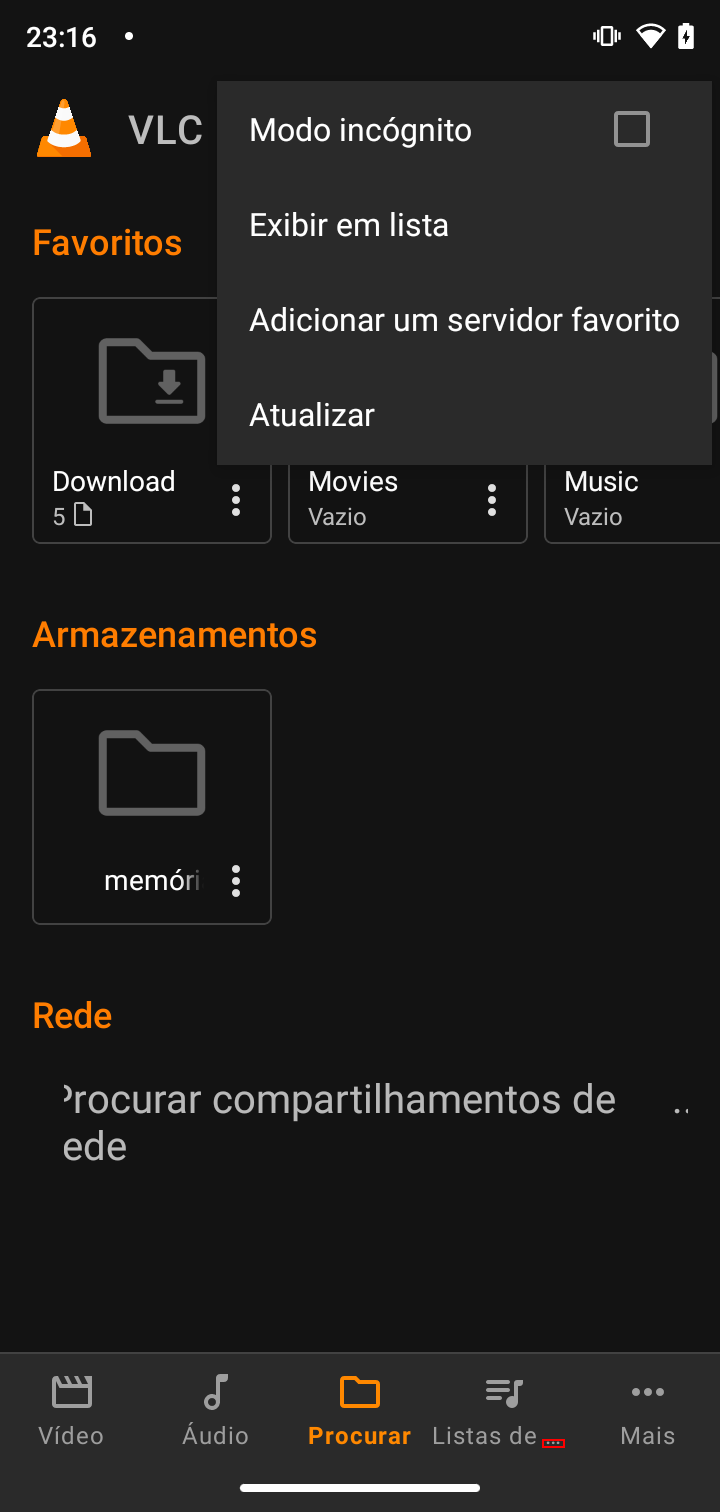 23:16
VLC
Modo incógnito
Exibir em lista
Adicionar um servidor favorito
Atualizar
Favoritos
Download
5
Movies
Vazio
Music
Vazio
Armazenamentos
memóri
Rede
Procurar compartilhamentos de
ede
..
Vídeo
Áudio
Procurar
Listas de ...
Mais